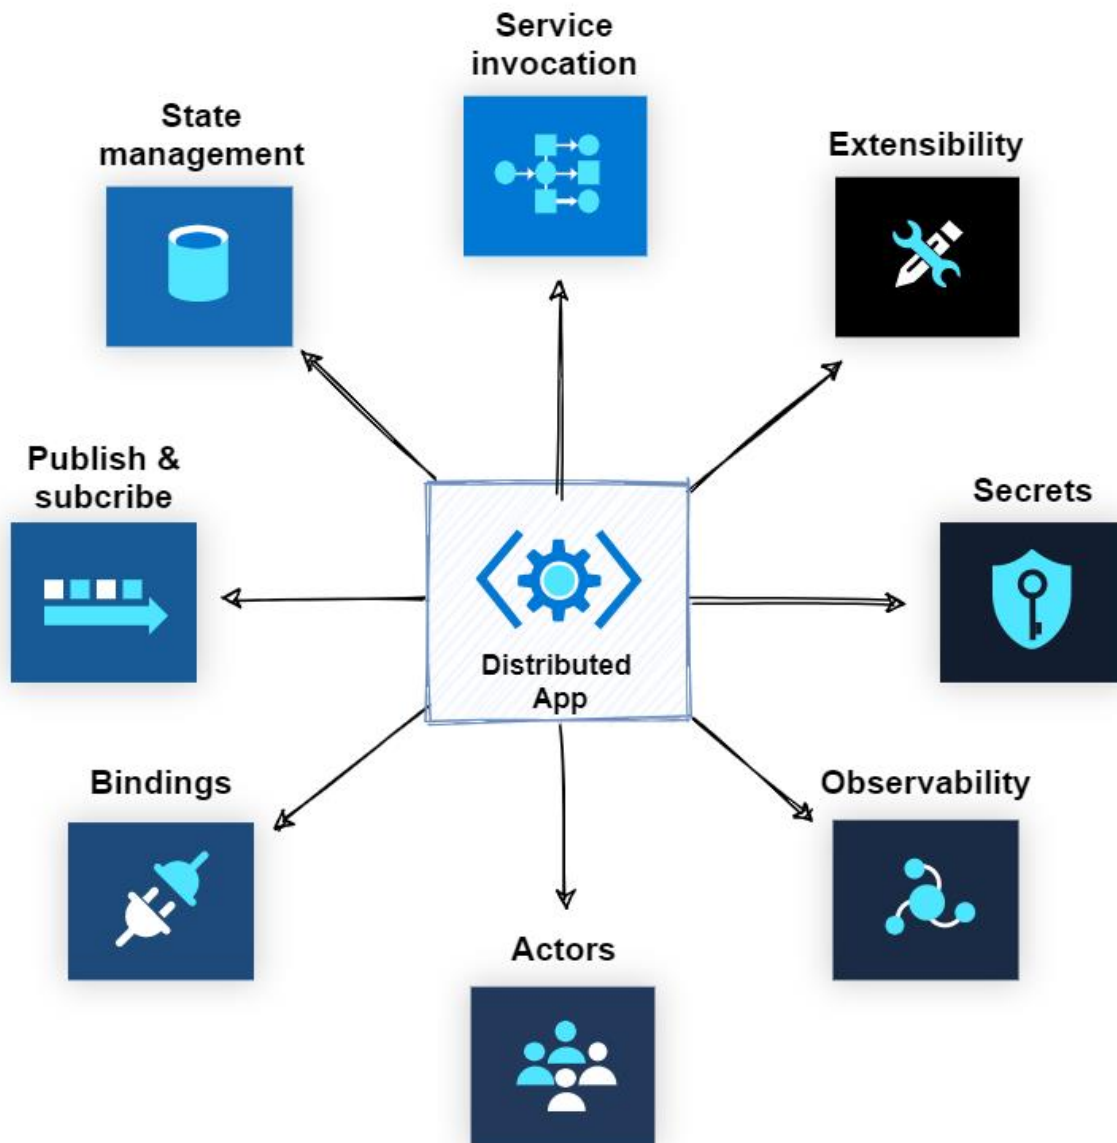 Service
invocation
State
management
Extensibility
Publish &
subcribe
Secrets
Distributed
App
Bindings
Observability
Actors